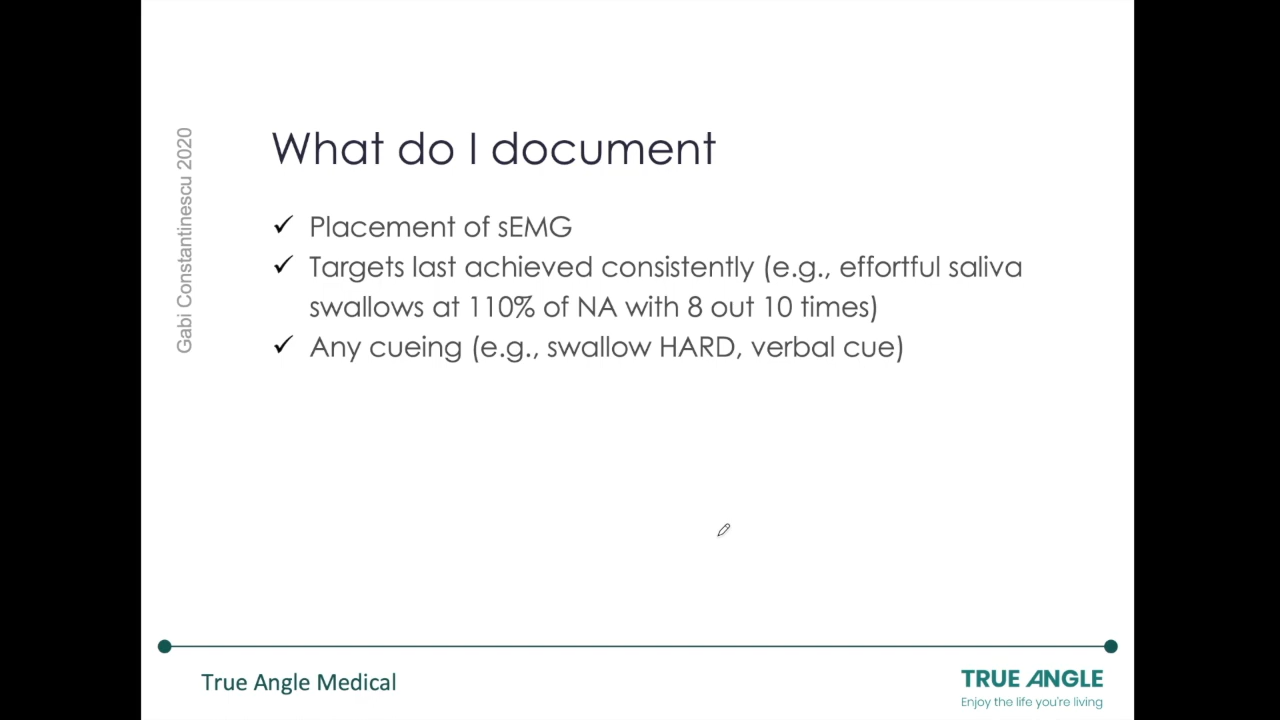 Gabi Constantinescu 2020
What do I document
✓ Placement of sEMG
✓ Targets last achieved consistently (e.g., effortful saliva
swallows at 110% of NA with 8 out 10 times)
✓ Any cueing (e.g., swallow HARD, verbal cue)
True Angle Medical
TRUE ANGLE
Enjoy the life you're living